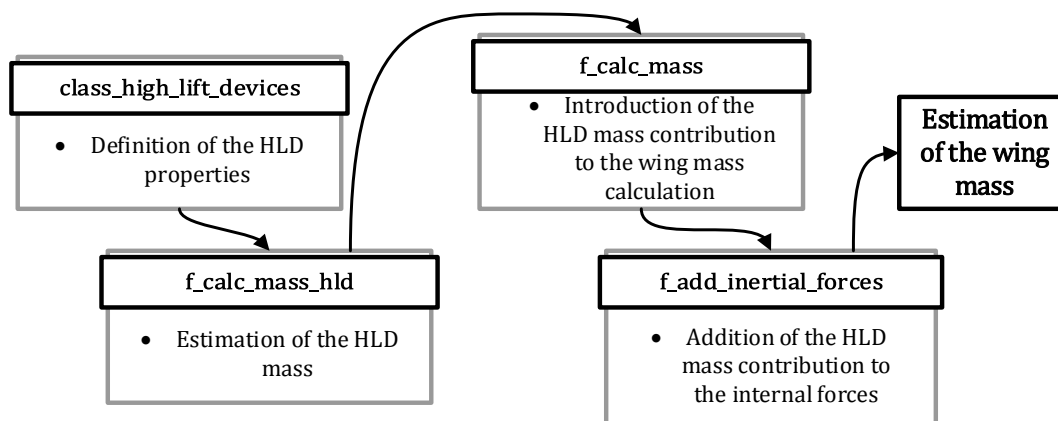 class_high_lift_devices
• Definition of the HLD
properties
f_calc_mass_hld
• Estimation of the HLD
mass
f_calc_mass
• Introduction of the
HLD mass contribution
to the wing mass
calculation
f_add_inertial_forces
• Addition of the HLD
mass contribution to
the internal forces
Estimation
of the wing
mass